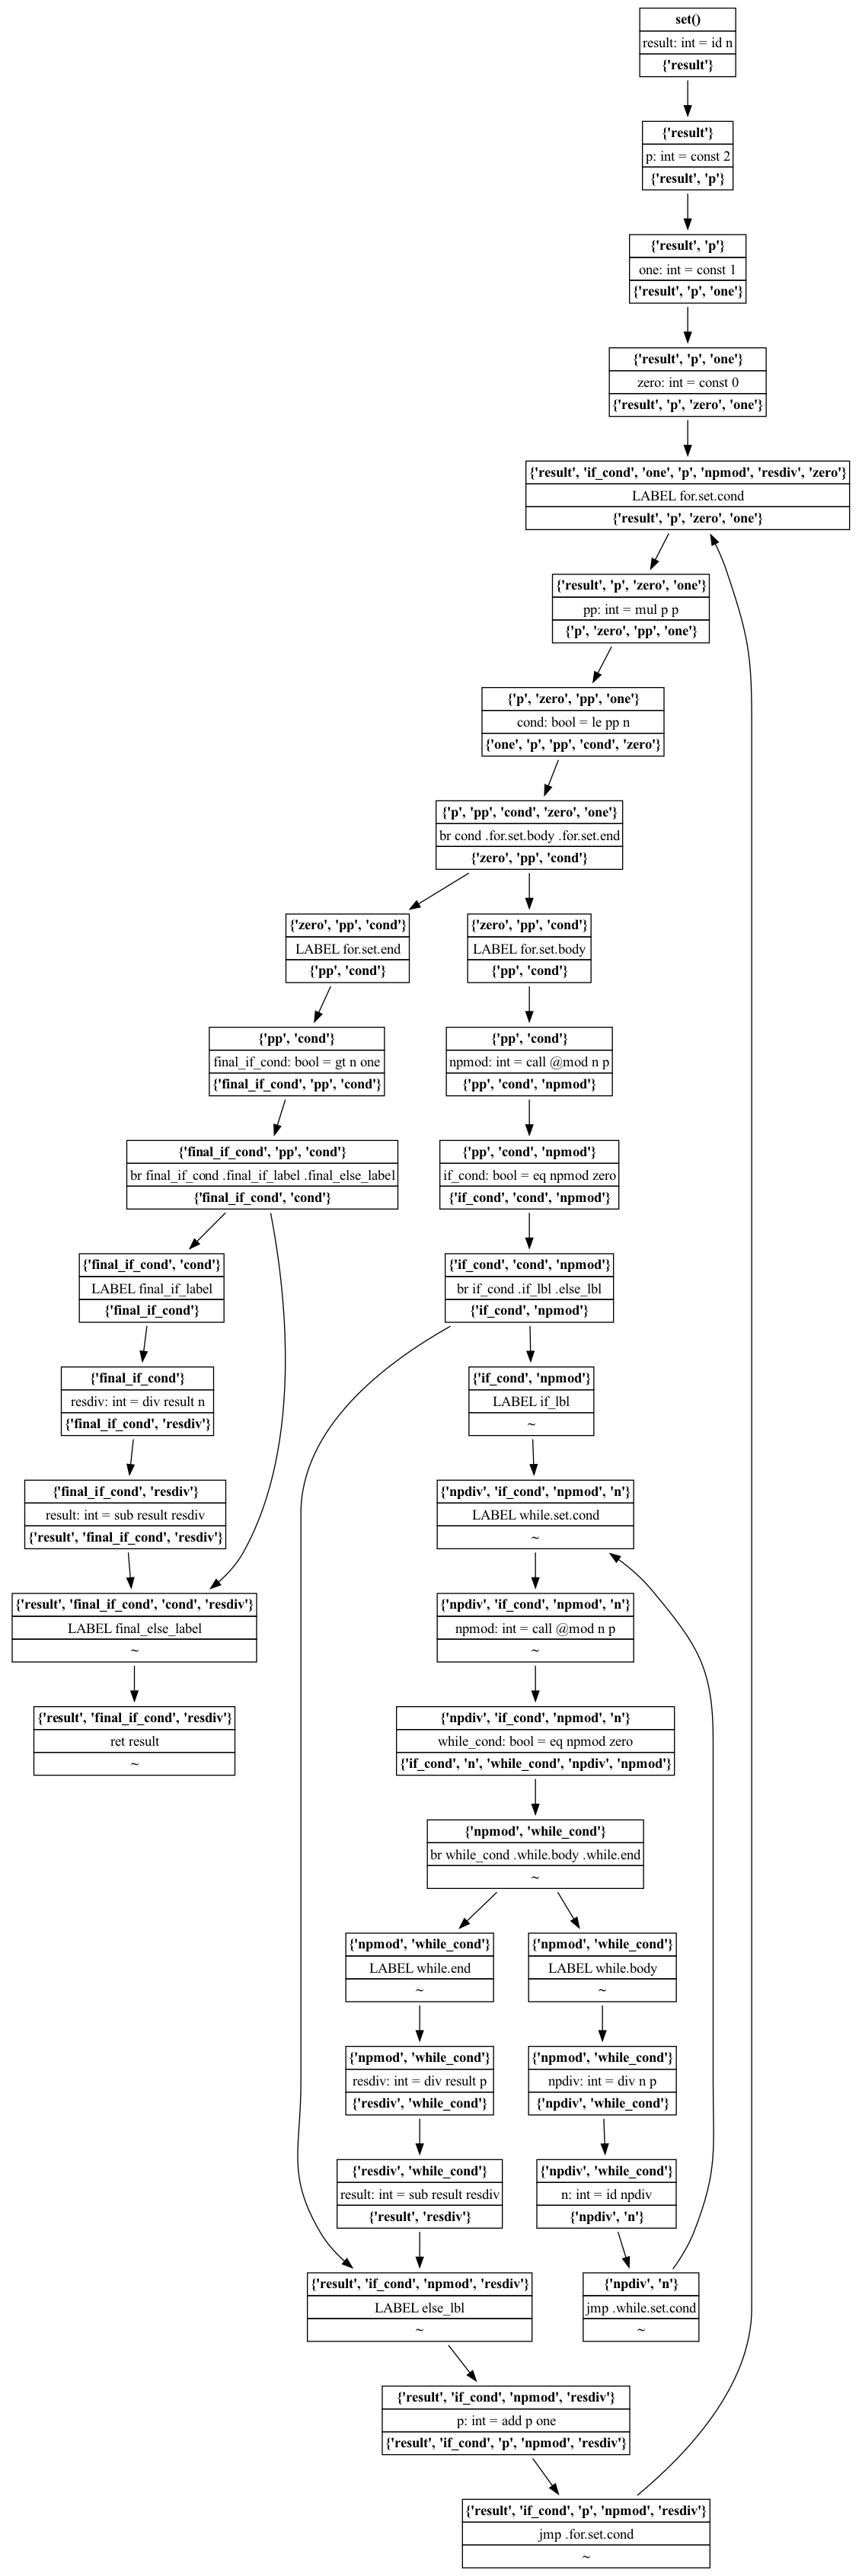 set()
result: int = id n
{'result'}
{'result'}
p: int = const 2
{'result', 'p'}
{'result', 'p'}
one: int = const 1
{'result', 'p', 'one'}
{'result', 'p', 'one'}
zero: int = const 0
{'result', 'p', 'zero', 'one'}
{'result', 'if_cond', 'one', 'p', 'npmod', 'resdiv', 'zero'}
LABEL for.set.cond
{'result', 'p', 'zero', 'one'}
{'result', 'p', 'zero', 'one'}
pp: int = mul p p
{'p', 'zero', 'pp', 'one'}
{'p', 'zero', 'pp', 'one'}
cond: bool = le pp n
{'one', 'p', 'pp', 'cond', 'zero'}
{'p', 'pp', 'cond', 'zero', 'one'}
br cond .for.set.body .for.set.end
{'zero', 'pp', 'cond'}
{'zero', 'pp', 'cond'}
LABEL for.set.end
{'pp', 'cond'}
{'zero', 'pp', 'cond'}
LABEL for.set.body
{'pp', 'cond'}
{'pp', 'cond'}
final_if_cond: bool = gt n one
{'final_if_cond', 'pp', 'cond'}
{'pp', 'cond'}
npmod: int = call @mod n p
{'pp', 'cond', 'npmod'}
{'final_if_cond', 'pp', 'cond'}
br final_if_cond .final_if_label .final_else_label
{'final_if_cond', 'cond'}
{'pp', 'cond', 'npmod'}
if_cond: bool = eq npmod zero
{'if_cond', 'cond', 'npmod'}
{'final_if_cond', 'cond'}
LABEL final_if_label
{'final_if_cond'}
{'if_cond', 'cond', 'npmod'}
br if_cond .if_lbl .else_lbl
{'if_cond', 'npmod'}
{'final_if_cond'}
resdiv: int = div result n
{'final_if_cond', 'resdiv'}
{'if_cond', 'npmod'}
LABEL if_lbl
~
{'final_if_cond', 'resdiv'}
result: int = sub result resdiv
{'result', 'final_if_cond', 'resdiv'}
{'npdiv', 'if_cond', 'npmod', 'n'}
LABEL while.set.cond
~
{'result', 'final_if_cond', 'cond', 'resdiv'}
LABEL final_else_label
~
{'npdiv', 'if_cond', 'npmod', 'n'}
npmod: int = call @mod n p
~
{'result', 'final_if_cond', 'resdiv'}
ret result
~
{'npdiv', 'if_cond', 'npmod', 'n'}
while_cond: bool = eq npmod zero
{'if_cond', 'n', 'while_cond', 'npdiv', 'npmod'}
{'npmod', 'while_cond'}
br while_cond .while.body .while.end
~
{'npmod', 'while_cond'}
LABEL while.end
~
{'npmod', 'while_cond'}
LABEL while.body
~
{'npmod', 'while_cond'}
resdiv: int = div result p
{'resdiv', 'while_cond'}
{'npmod', 'while_cond'}
npdiv: int = div n p
{'npdiv', 'while_cond'}
{'resdiv', 'while_cond'}
result: int = sub result resdiv
{'result', 'resdiv'}
{'npdiv', 'while_cond'}
n: int = id npdiv
{'npdiv', 'n'}
{'result', 'if_cond', 'npmod', 'resdiv'}
LABEL else_lbl
~
{'npdiv', 'n'}
jmp .while.set.cond
~
{'result', 'if_cond', 'npmod', 'resdiv'}
p: int = add p one
{'result', 'if_cond', 'p', 'npmod', 'resdiv'}
{'result', 'if_cond', 'p', 'npmod', 'resdiv'}
jmp .for.set.cond
~